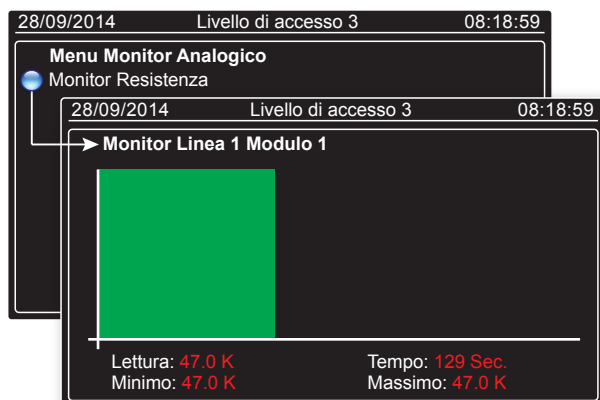 28/09/2014 Livello di accesso 3 08:18:59
Menu Monitor Analogico
Monitor Resistenza
28/09/2014 Livello di accesso 3 08:18:59
Monitor Linea 1 Modulo 1
Lettura: 47.0 K Tempo: 129 Sec.
Minimo: 47.0 K Massimo: 47.0 K